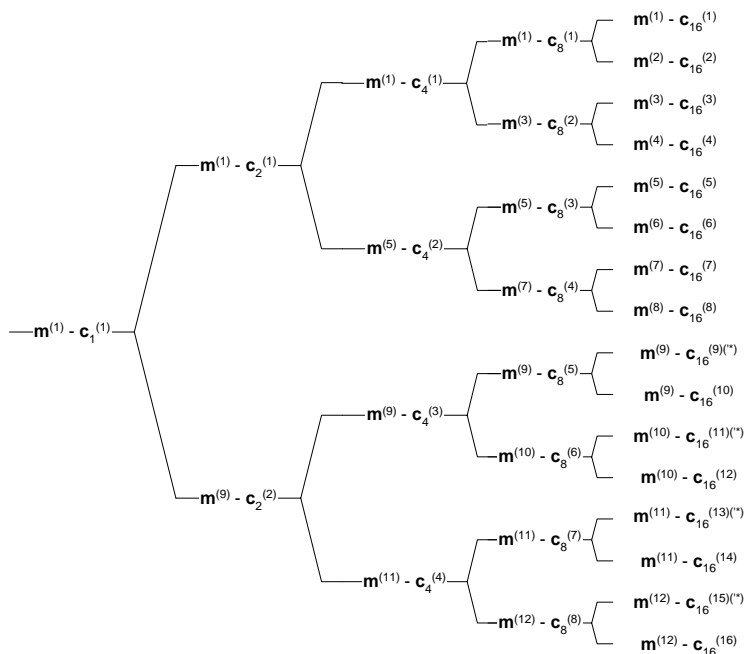 m(1) - c16(1)
m(1) - c8(1)
m(2) - c16(2)
m(1) - c4(1)
m(3) - c16(3)
m(3) - c8(2)
m(4) - c16(4)
m(1) - c2(1)
m(5) - c16(5)
m(5) - c8(3)
m(6) - c16(6)
m(5) - c4(2)
m(7) - c16(7)
m(7) - c8(4)
m(8) - c16(8)
m(1) - c1(1)
m(9) - c16(9)('*)
m(9) - c8(5)
m(9) - c16(10)
m(9) - c4(3)
m(10) - c16(11)('*)
m(10) - c8(6)
m(10) - c16(12)
m(9) - c2(2)
m(11) - c16(13)('*)
m(11) - c8(7)
m(11) - c16(14)
m(11) - c4(4)
m(12) - c16(15)('*)
m(12) - c8(8)
m(12) - c16(16)